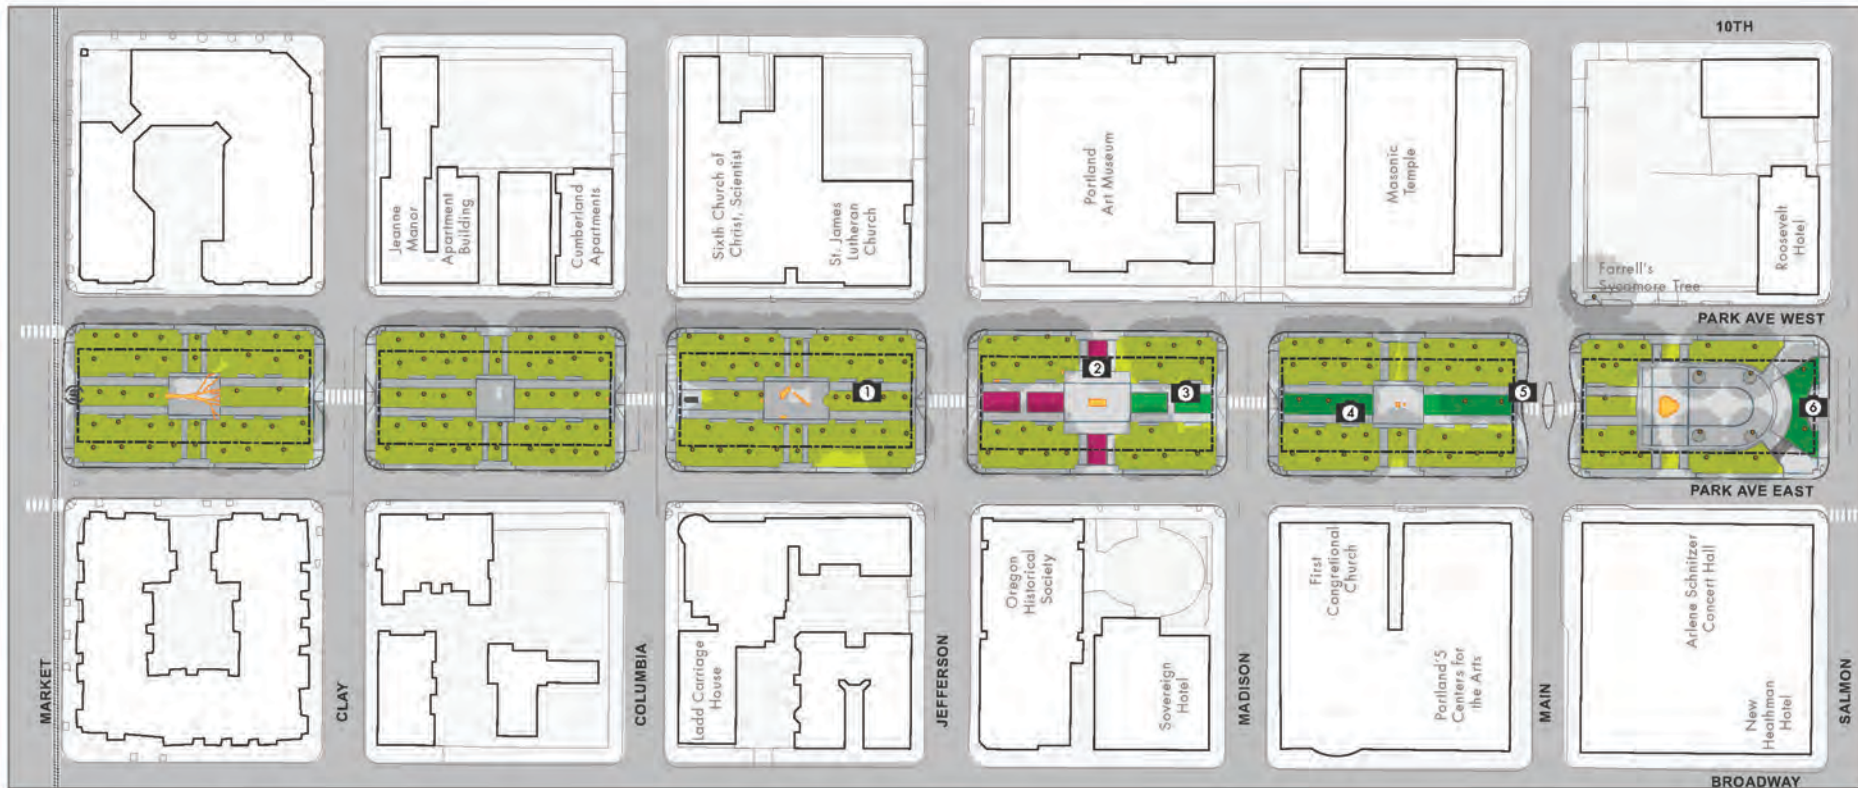 10TH
Jeanne
Manor
Apartment
Building
Cumberland
Apartments
Sixth Church of
Christ, Scientist
St. James
Lutheran
Church
Portland
Art Museum
Masonic
Temple
Roosevelt
Hotel
Farrell's
Sycamore Tree
PARK AVE WEST
1
2
3
4
5
6
PARK AVE EAST
Ladd Carriage
House
Oregon
Historical
Society
Sovereign
Hotel
First
Congretional
Church
Portland'5
Centers for
the Arts
Arlene Schnitzer
Concert Hall
New
Heathman
Hotel
MARKET
CLAY
COLUMBIA
JEFFERSON
MADISON
MAIN
SALMON
BROADWAY